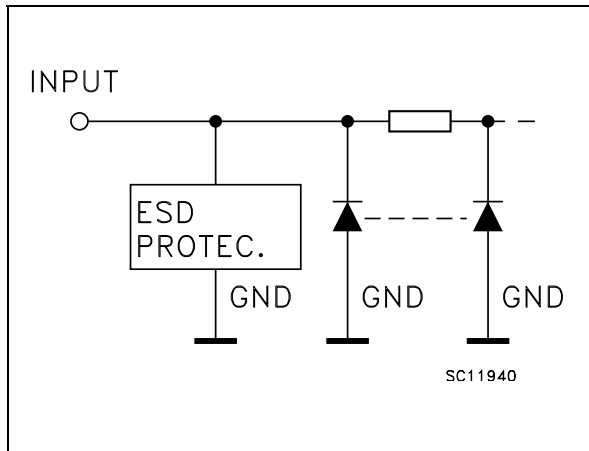 INPUT
ESD
PROTEC.
GND
GND
GND
SC11940